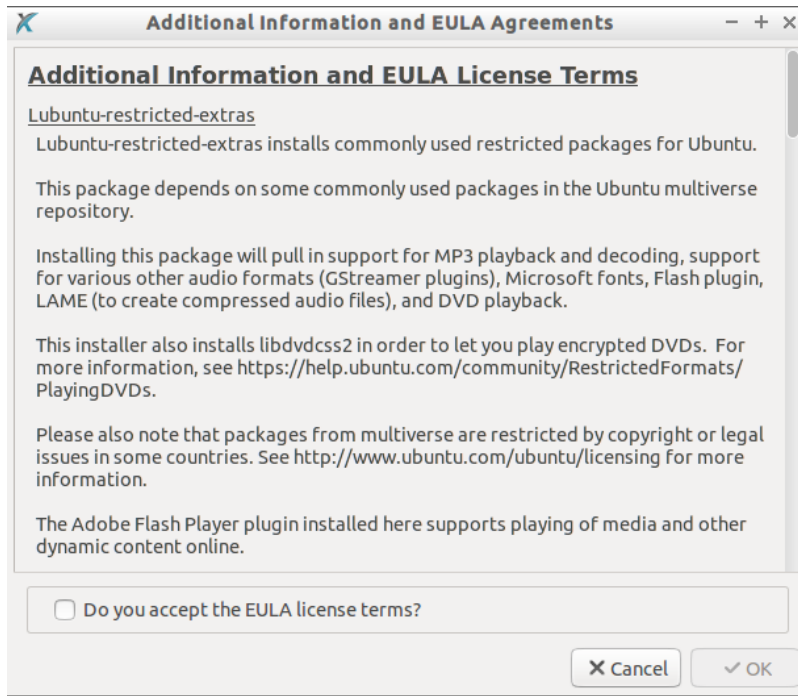 Additional Information and EULA Agreements
Additional Information and EULA License Terms
Lubuntu-restricted-extras
Lubuntu-restricted-extras installs commonly used restricted packages for Ubuntu.
This package depends on some commonly used packages in the Ubuntu multiverse
repository.
Installing this package will pull in support for MP3 playback and decoding, support
for various other audio formats (GStreamer plugins), Microsoft fonts, Flash plugin,
LAME (to create compressed audio files), and DVD playback.
This installer also installs libdvdcss2 in order to let you play encrypted DVDs.  For
more information, see https://help.ubuntu.com/community/RestrictedFormats/
PlayingDVDs.
Please also note that packages from multiverse are restricted by copyright or legal
issues in some countries. See http://www.ubuntu.com/ubuntu/licensing for more
information.
The Adobe Flash Player plugin installed here supports playing of media and other
dynamic content online.
Do you accept the EULA license terms?
Cancel
OK